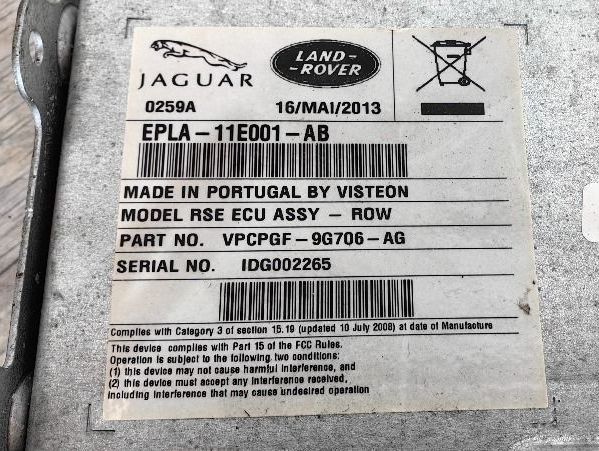 JAGUAR
LAND-
-ROVER
0259A 16/MAI/2013
EPLA-11E001-AB
MADE IN PORTUGAL BY VISTEON
MODEL RSE ECU ASSY - ROW
PART NO. VPCPGF-9G706-AG
SERIAL NO. IDG002265
Complies with Category 3 of section 15.19 (updated 10 July 2008) at date of Manufacture
This device complies with Part 15 of the FCC Rules.
Operation is subject to the following two conditions:
(1) this device may not cause harmful interference, and
(2) this device must accept any interference received,
including interference that may cause undesired operation